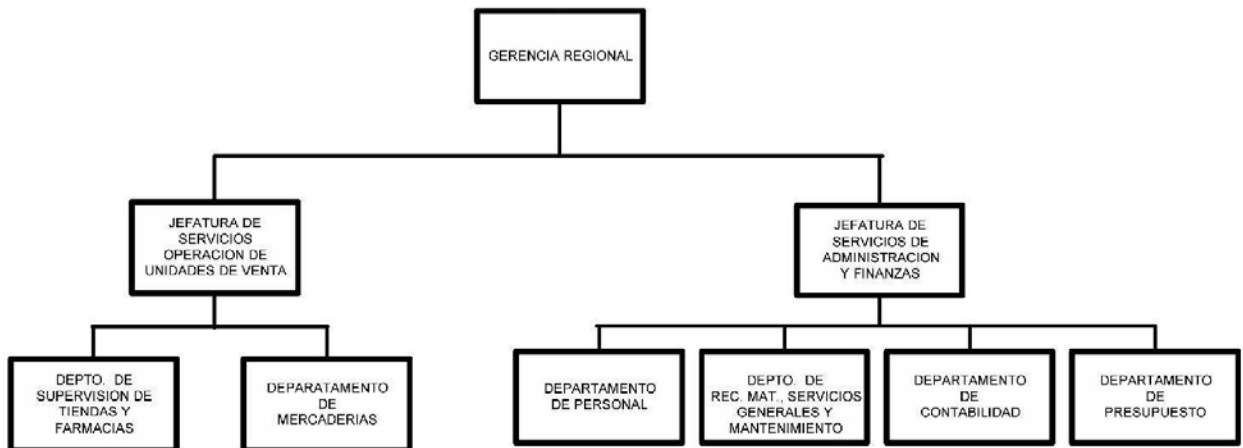 GERENCIA REGIONAL
JEFATURA DE
SERVICIOS
OPERACION DE
UNIDADES DE VENTA
JEFATURA DE
SERVICIOS DE
ADMINISTRACION
Y FINANZAS
DEPTO. DE
SUPERVISION DE
TIENDAS Y
FARMACIAS
DEPARATAMENTO
DE
MERCADERIAS
DEPARTAMENTO
DE PERSONAL
DEPTO. DE
REC. MAT., SERVICIOS
GENERALES Y
MANTENIMIENTO
DEPARTAMENTO
DE
CONTABILIDAD
DEPARTAMENTO
DE
PRESUPUESTO